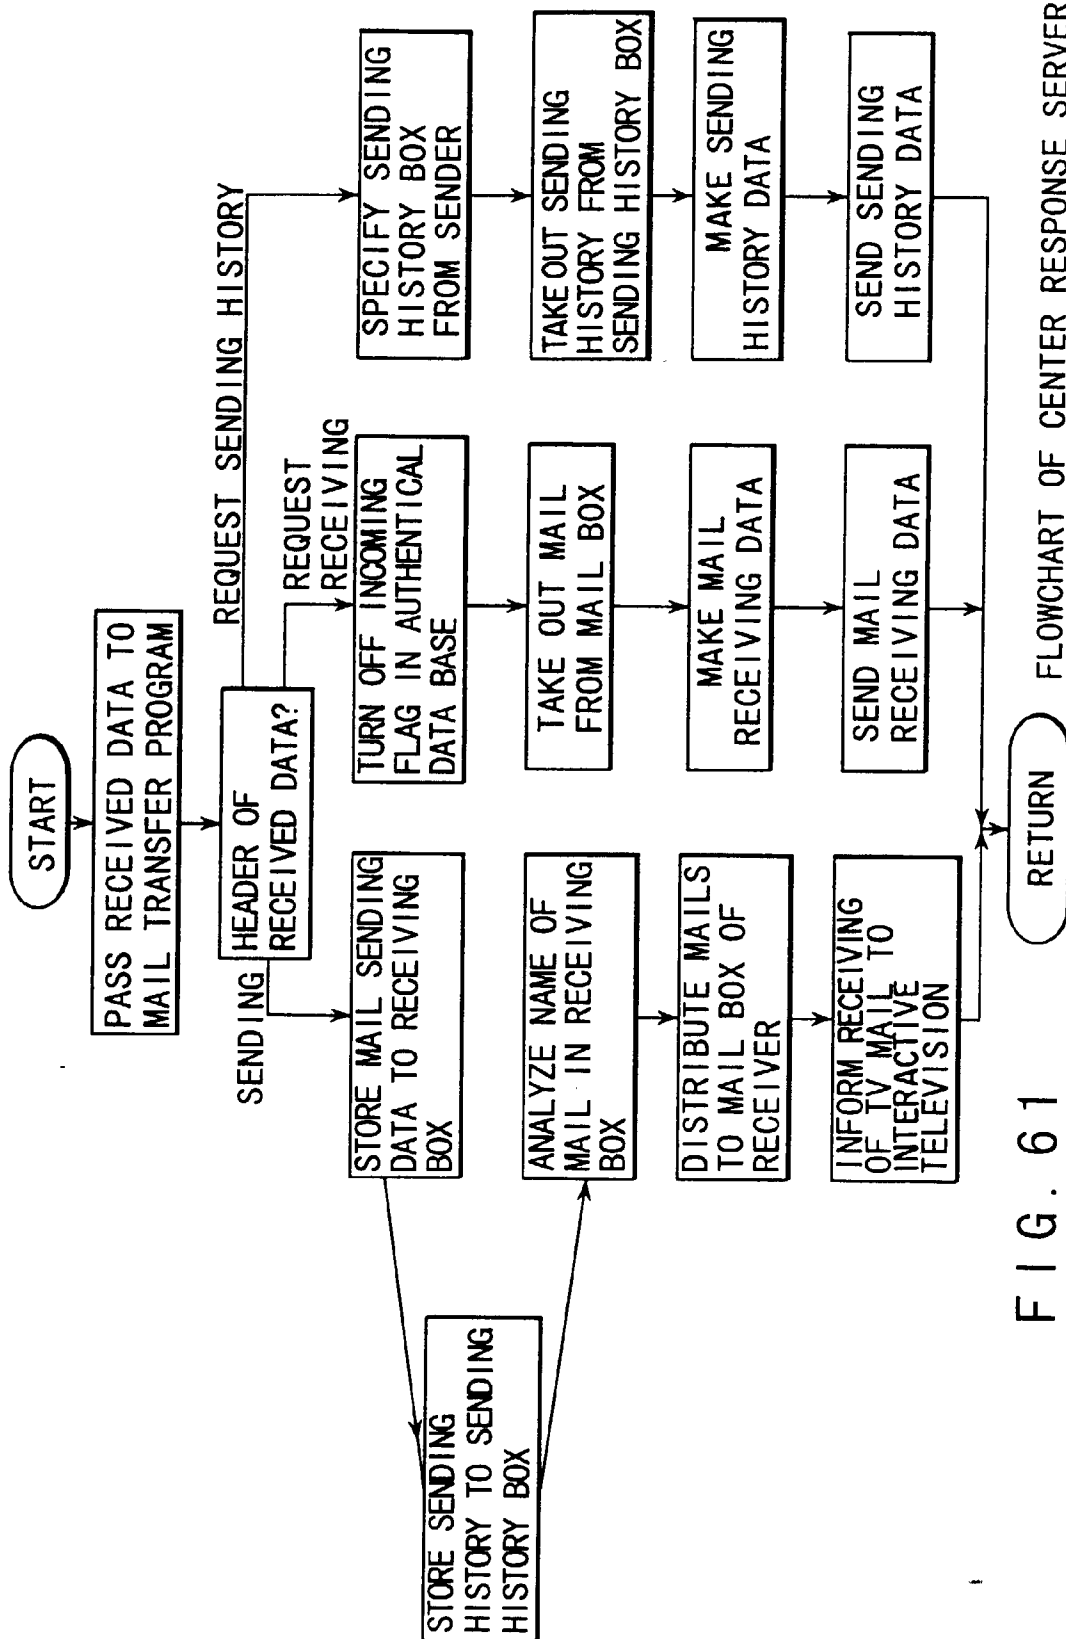 START
PASS RECEIVED DATA TO
MAIL TRANSFER PROGRAM
HEADER OF
RECEIVED DATA?
SENDING
REQUEST
RECEIVING
REQUEST SENDING HISTORY
STORE MAIL SENDING
DATA TO RECEIVING
BOX
STORE SENDING
HISTORY TO SENDING
HISTORY BOX
ANALYZE NAME OF
MAIL IN RECEIVING
BOX
DISTRIBUTE MAILS
TO MAIL BOX OF
RECEIVER
INFORM RECEIVING
OF TV MAIL TO
INTERACTIVE
TELEVISION
TURN OFF INCOMING
FLAG IN AUTHENTICAL
DATA BASE
TAKE OUT MAIL
FROM MAIL BOX
MAKE MAIL
RECEIVING DATA
SEND MAIL
RECEIVING DATA
SPECIFY SENDING
HISTORY BOX
FROM SENDER
TAKE OUT SENDING
HISTORY FROM
SENDING HISTORY BOX
MAKE SENDING
HISTORY DATA
SEND SENDING
HISTORY DATA
RETURN
FIG. 61
FLOWCHART OF CENTER RESPONSE SERVER